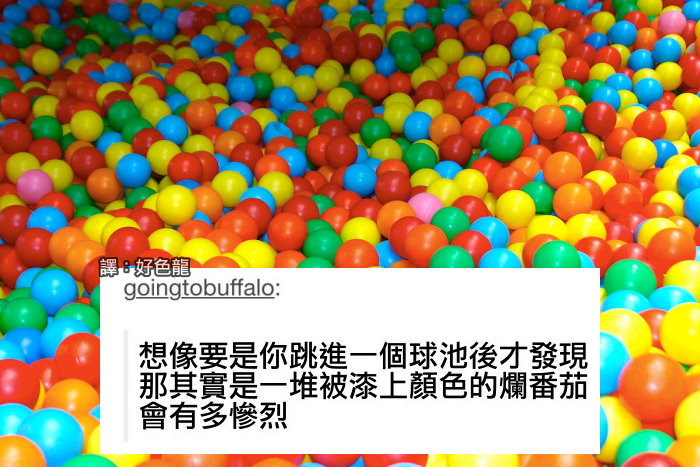 譯：好色龍
goingtobuffalo:
想像要是你跳進一個球池後才發現
那其實是一堆被漆上顏色的爛番茄
會有多慘烈